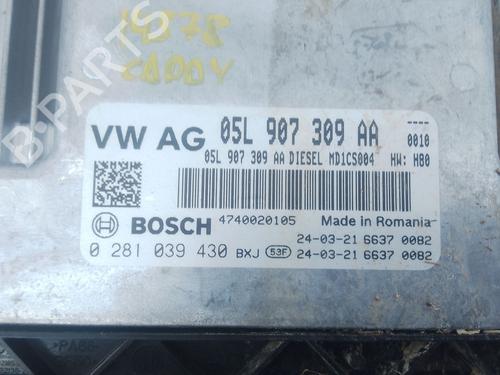 14578
CADDY
B-PARTS
VW AG 05L 907 309 AA ----
0010
05L 907 309 AA DIESEL MD1CS004 HW: H80
BOSCH 4740020105 Made in Romania
24-03-21 6637 0082
0 281 039 430 BXJ 53F 24-03-21 6637 0082